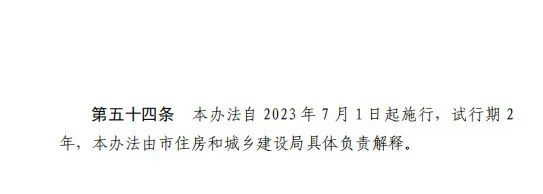 第五十四条 本办法自 2023 年 7 月 1 日起施行，试行期 2
年，本办法由市住房和城乡建设局具体负责解释。